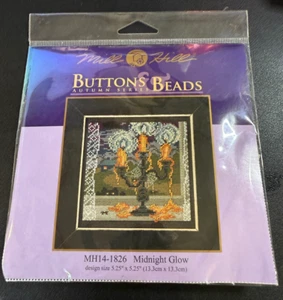 Mill Hill
BUTTONS & BEADS
AUTUMN SERIES
MH14-1826 Midnight Glow
design size 5.25" x 5.25" (13.3cm x 13.3cm)